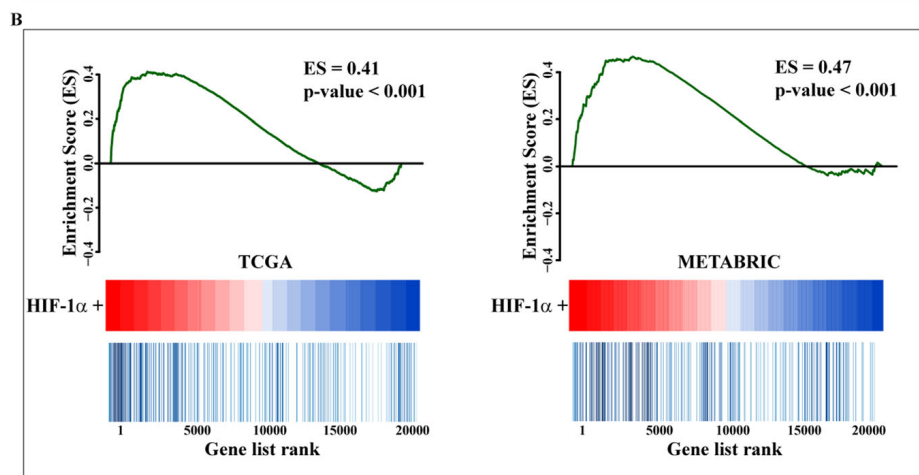 B
ES = 0.41
p-value < 0.001
Enrichment Score (ES)
0.4
0.2
0.0
−0.2
−0.4
TCGA
HIF-1α +
1 5000 10000 15000 20000
Gene list rank
ES = 0.47
p-value < 0.001
Enrichment Score (ES)
0.4
0.2
0.0
−0.2
−0.4
METABRIC
HIF-1α +
1 5000 10000 15000 20000
Gene list rank